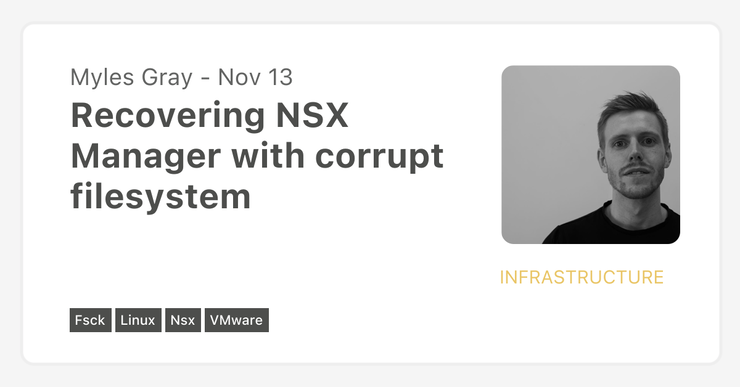 Myles Gray - Nov 13
Recovering NSX
Manager with corrupt
filesystem
INFRASTRUCTURE
Fsck Linux Nsx VMware